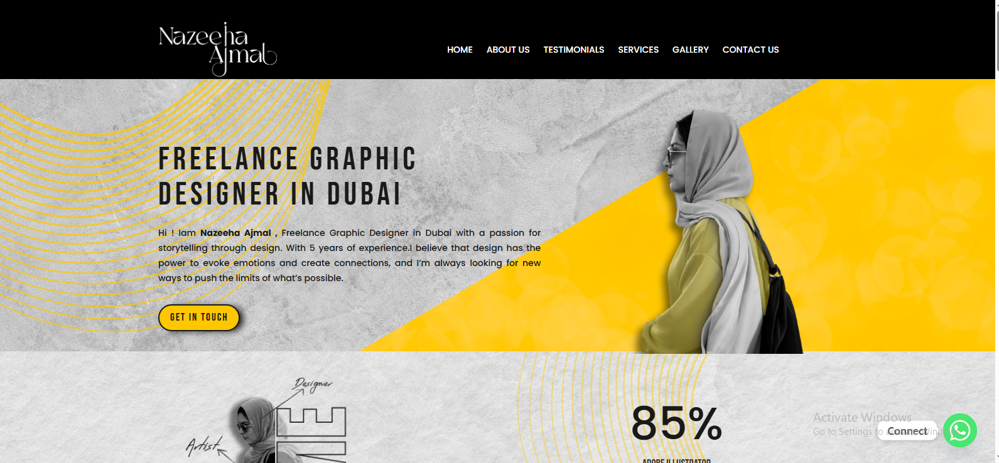 Nazeeha
Ajmal
HOME ABOUT US TESTIMONIALS SERVICES GALLERY CONTACT US
FREELANCE GRAPHIC
DESIGNER IN DUBAI
Hi ! Iam Nazeeha Ajmal , Freelance Graphic Designer in Dubai with a passion for
storytelling through design. With 5 years of experience.I believe that design has the
power to evoke emotions and create connections, and I’m always looking for new
ways to push the limits of what’s possible.
GET IN TOUCH
Designer
Artist
ME
85%
ADOBE ILLUSTRATOR
Activate Windows
Go to Settings to activate Wind
Connect